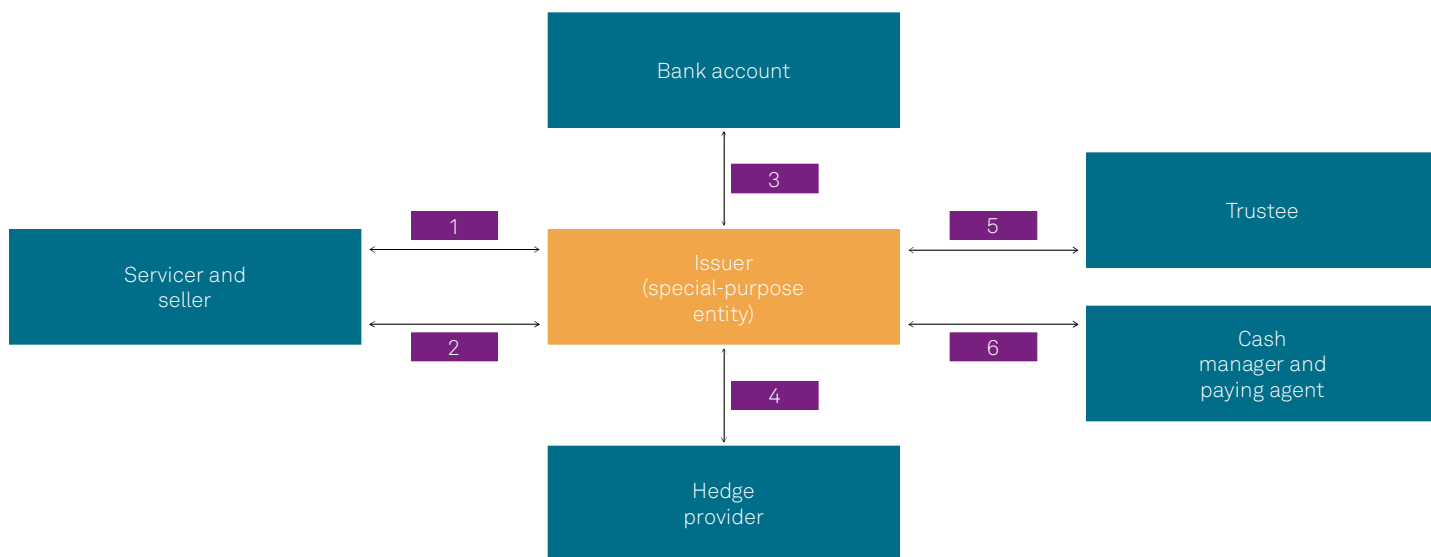 Bank account
3
1
5
Trustee
Servicer and
seller
Issuer
(special-purpose
entity)
2
6
Cash
manager and
paying agent
4
Hedge
provider